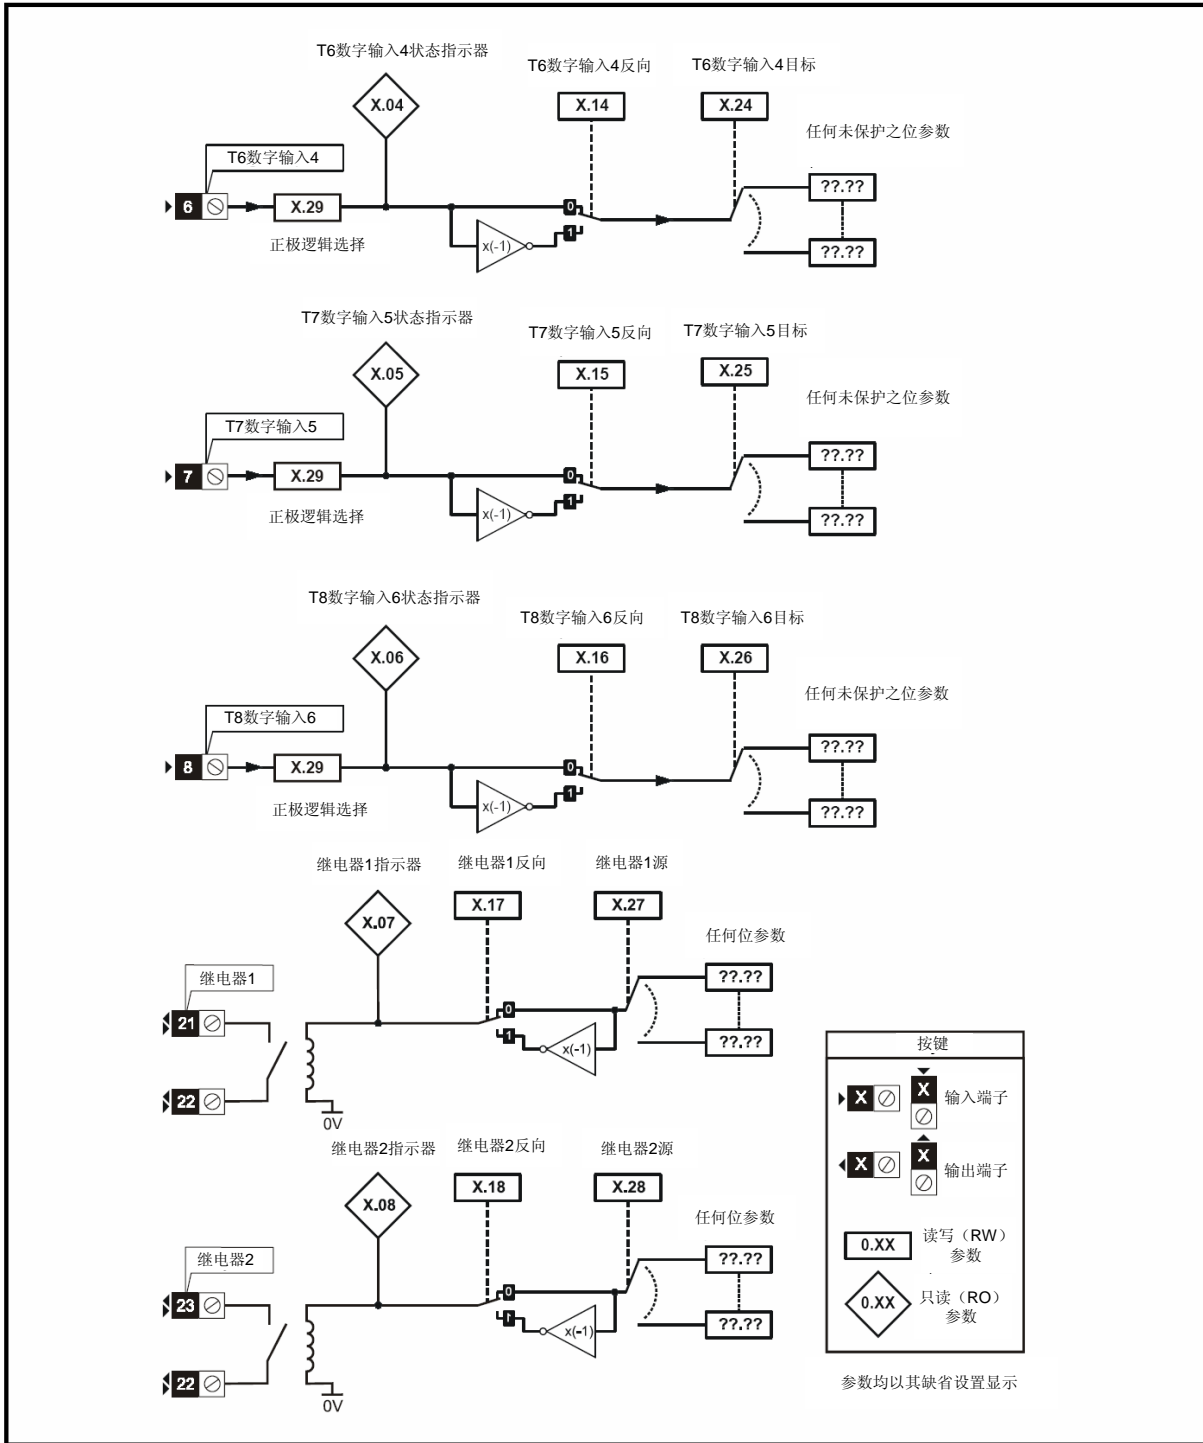 T6数字输入4状态指示器
T6数字输入4反向
T6数字输入4目标
X.04
X.14
X.24
任何未保护之位参数
T6数字输入4
6
X.29
正极逻辑选择
x(-1)
0
1
??.??
??.??
T7数字输入5状态指示器
T7数字输入5反向
T7数字输入5目标
X.05
X.15
X.25
任何未保护之位参数
T7数字输入5
7
X.29
正极逻辑选择
x(-1)
0
1
??.??
??.??
T8数字输入6状态指示器
T8数字输入6反向
T8数字输入6目标
X.06
X.16
X.26
任何未保护之位参数
T8数字输入6
8
X.29
正极逻辑选择
x(-1)
0
1
??.??
??.??
继电器1指示器
继电器1反向
继电器1源
X.07
X.17
X.27
任何位参数
继电器1
21
22
0V
0
1
x(-1)
??.??
??.??
继电器2指示器
继电器2反向
继电器2源
X.08
X.18
X.28
任何位参数
继电器2
23
22
0V
0
1
x(-1)
??.??
??.??
按键
X
X
输入端子
X
X
输出端子
0.XX
读写（RW）
参数
0.XX
只读（RO）
参数
参数均以其缺省设置显示